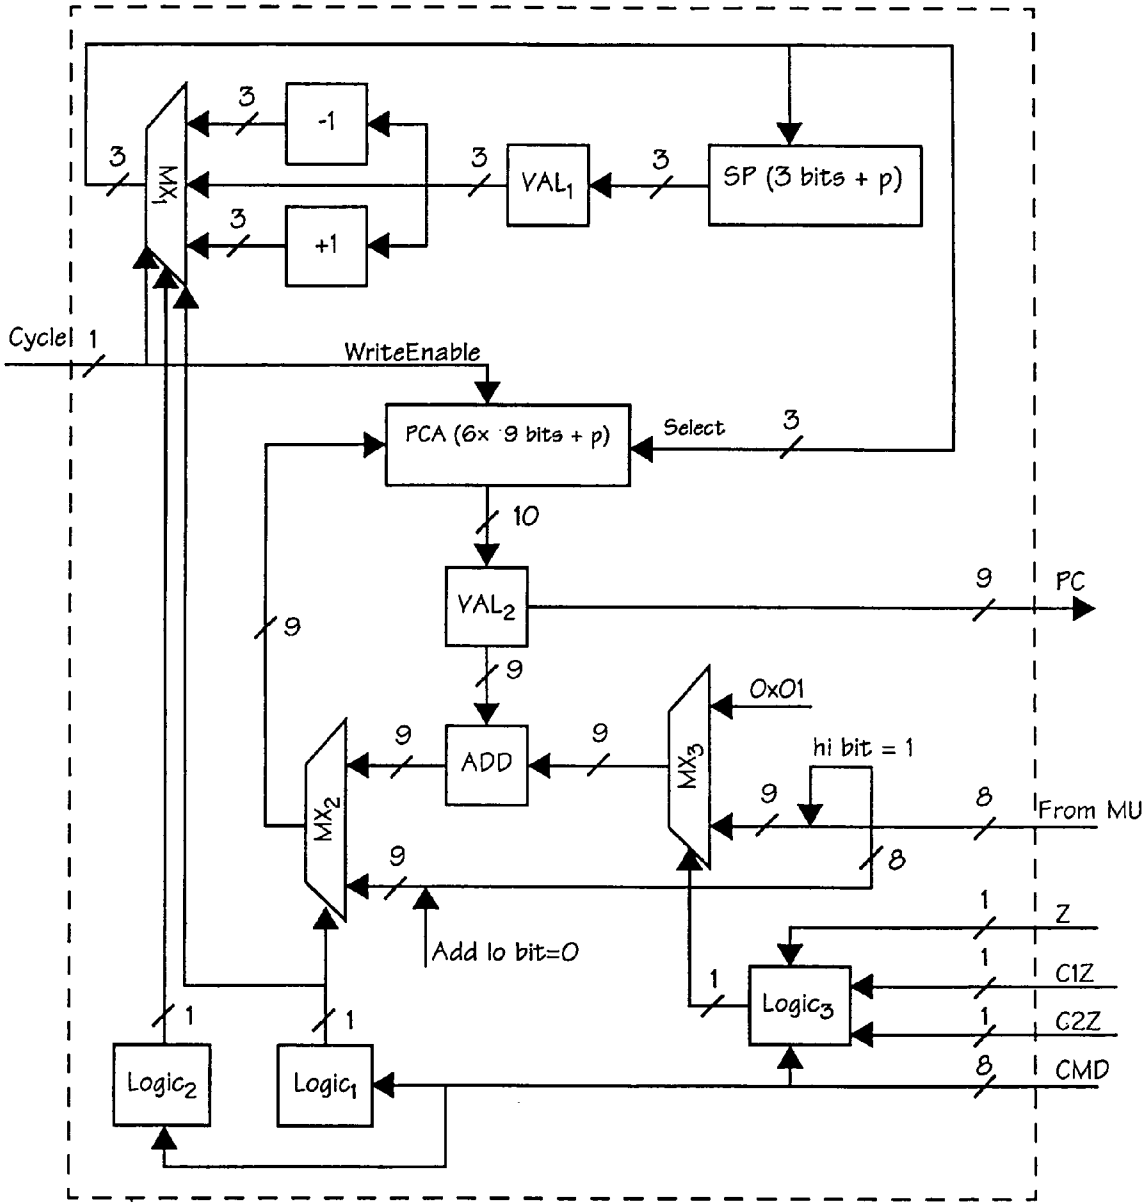 3
-1
3
MX1
3
VAL1
3
SP (3 bits + p)
3
+1
Cycle
1
WriteEnable
PCA (6x 9 bits + p)
Select
3
10
VAL2
9
PC
9
9
0x01
MX3
hi bit = 1
9
ADD
9
MX2
9
8
From MU
9
8
Add lo bit=0
1
Z
1
C1Z
1
Logic3
1
C2Z
1
1
Logic2
Logic1
8
CMD